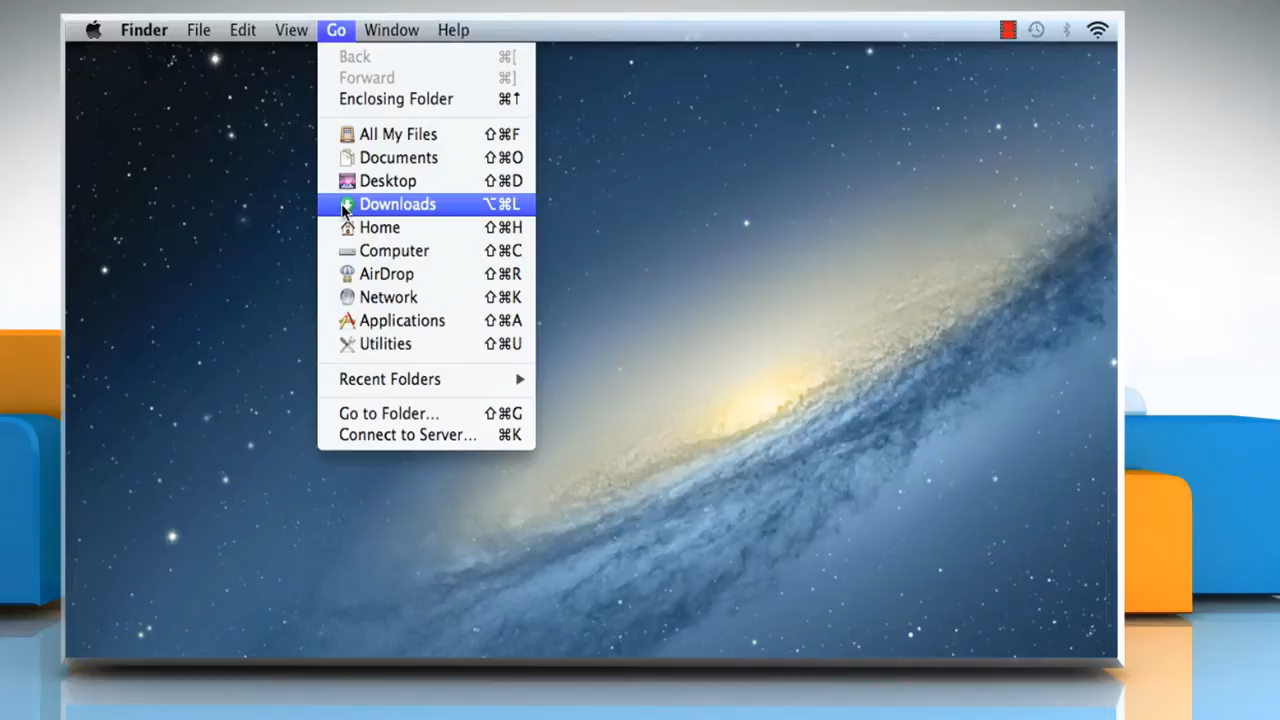 Finder File Edit View Go Window Help
Back ⌘[
Forward ⌘]
Enclosing Folder ⌘↑
All My Files ⇧⌘F
Documents ⇧⌘O
Desktop ⇧⌘D
Downloads ⌥⌘L
Home ⇧⌘H
Computer ⇧⌘C
AirDrop ⇧⌘R
Network ⇧⌘K
Applications ⇧⌘A
Utilities ⇧⌘U
Recent Folders
Go to Folder... ⇧⌘G
Connect to Server... ⌘K